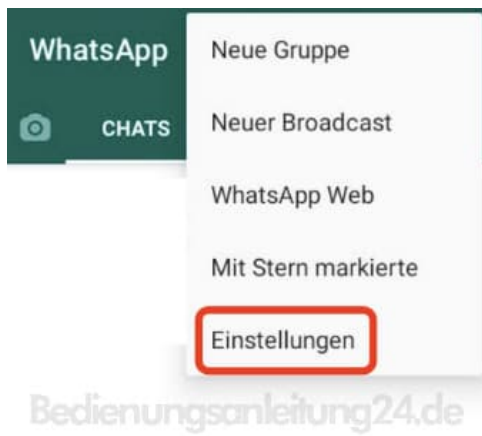 WhatsApp
CHATS
Neue Gruppe
Neuer Broadcast
WhatsApp Web
Mit Stern markierte
Einstellungen
Bedienungsanleitung24.de